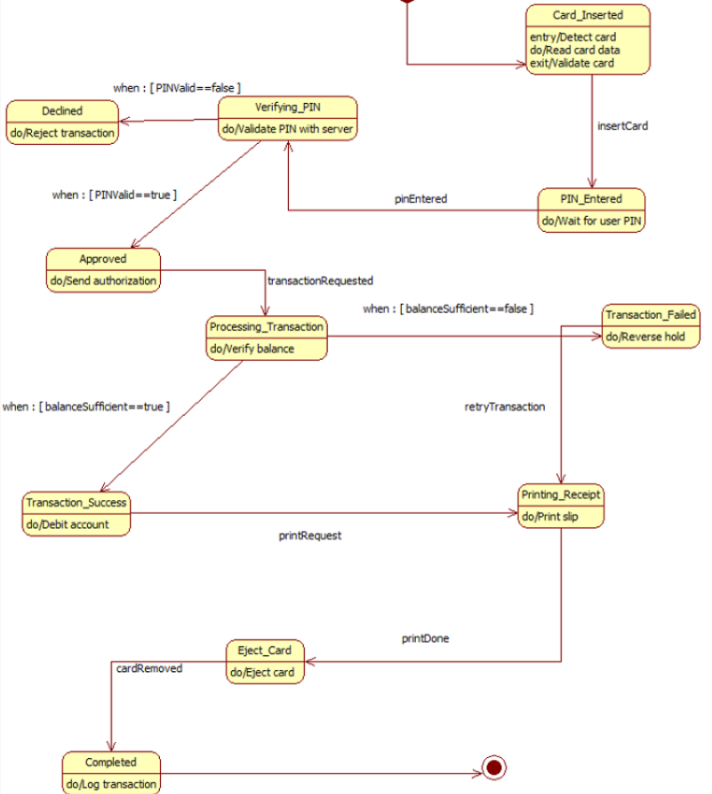 Card_Inserted
entry/Detect card
do/Read card data
exit/Validate card
when : [ PINValid==false ]
Declined
do/Reject transaction
Verifying_PIN
do/Validate PIN with server
insertCard
when : [ PINValid==true ]
pinEntered
PIN_Entered
do/Wait for user PIN
Approved
do/Send authorization
transactionRequested
when : [ balanceSufficient==false ]
Transaction_Failed
do/Reverse hold
Processing_Transaction
do/Verify balance
when : [ balanceSufficient==true ]
retryTransaction
Transaction_Success
do/Debit account
printRequest
Printing_Receipt
do/Print slip
printDone
Eject_Card
do/Eject card
cardRemoved
Completed
do/Log transaction